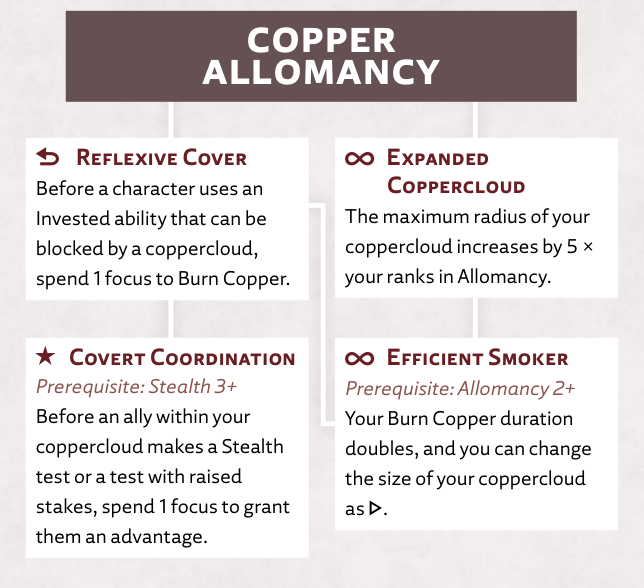 COPPER
ALLOMANCY
Reflexive Cover
Before a character uses an
Invested ability that can be
blocked by a coppercloud,
spend 1 focus to Burn Copper.
Expanded
Coppercloud
The maximum radius of your
coppercloud increases by 5 ×
your ranks in Allomancy.
Covert Coordination
Prerequisite: Stealth 3+
Before an ally within your
coppercloud makes a Stealth
test or a test with raised
stakes, spend 1 focus to grant
them an advantage.
Efficient Smoker
Prerequisite: Allomancy 2+
Your Burn Copper duration
doubles, and you can change
the size of your coppercloud
as ▷.